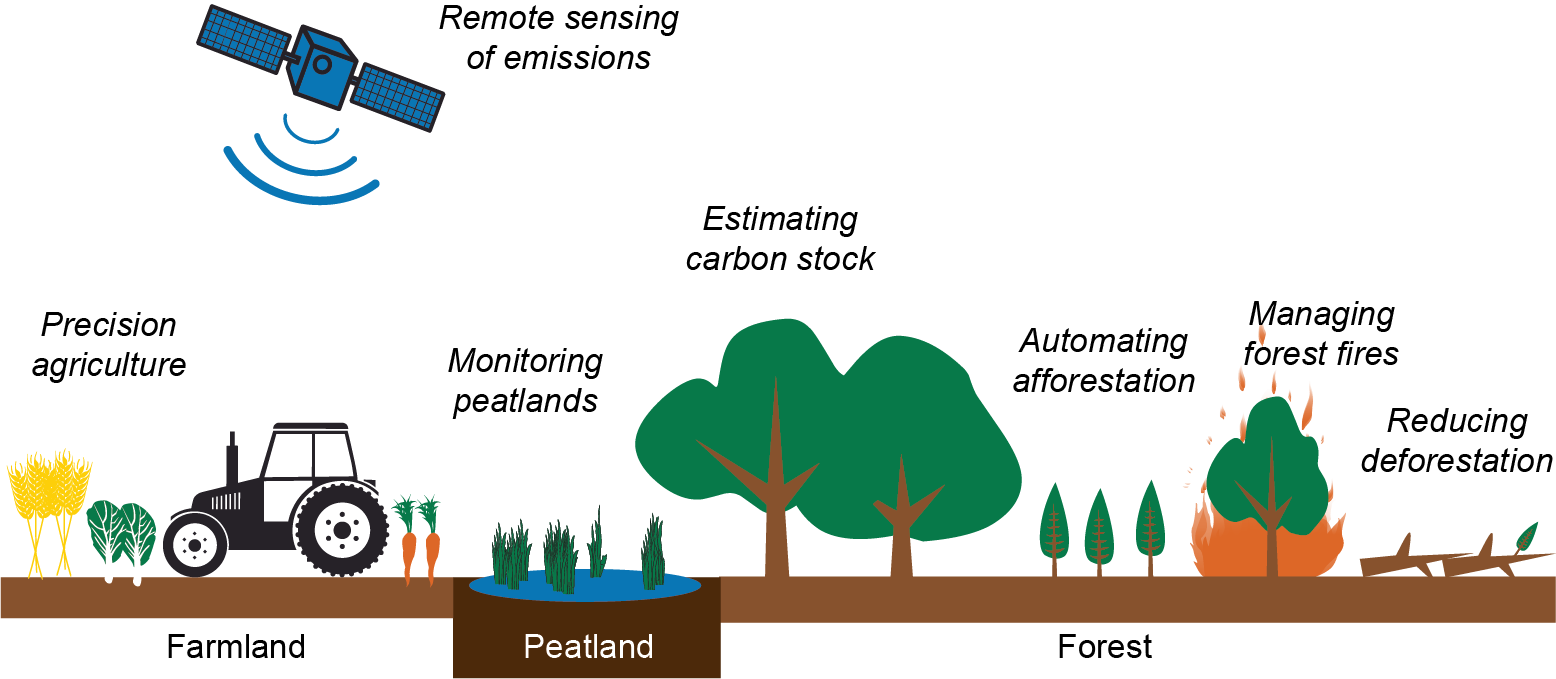 Remote sensing
of emissions
Estimating
carbon stock
Precision
agriculture
Monitoring
peatlands
Automating
afforestation
Managing
forest fires
Reducing
deforestation
Farmland
Peatland
Forest